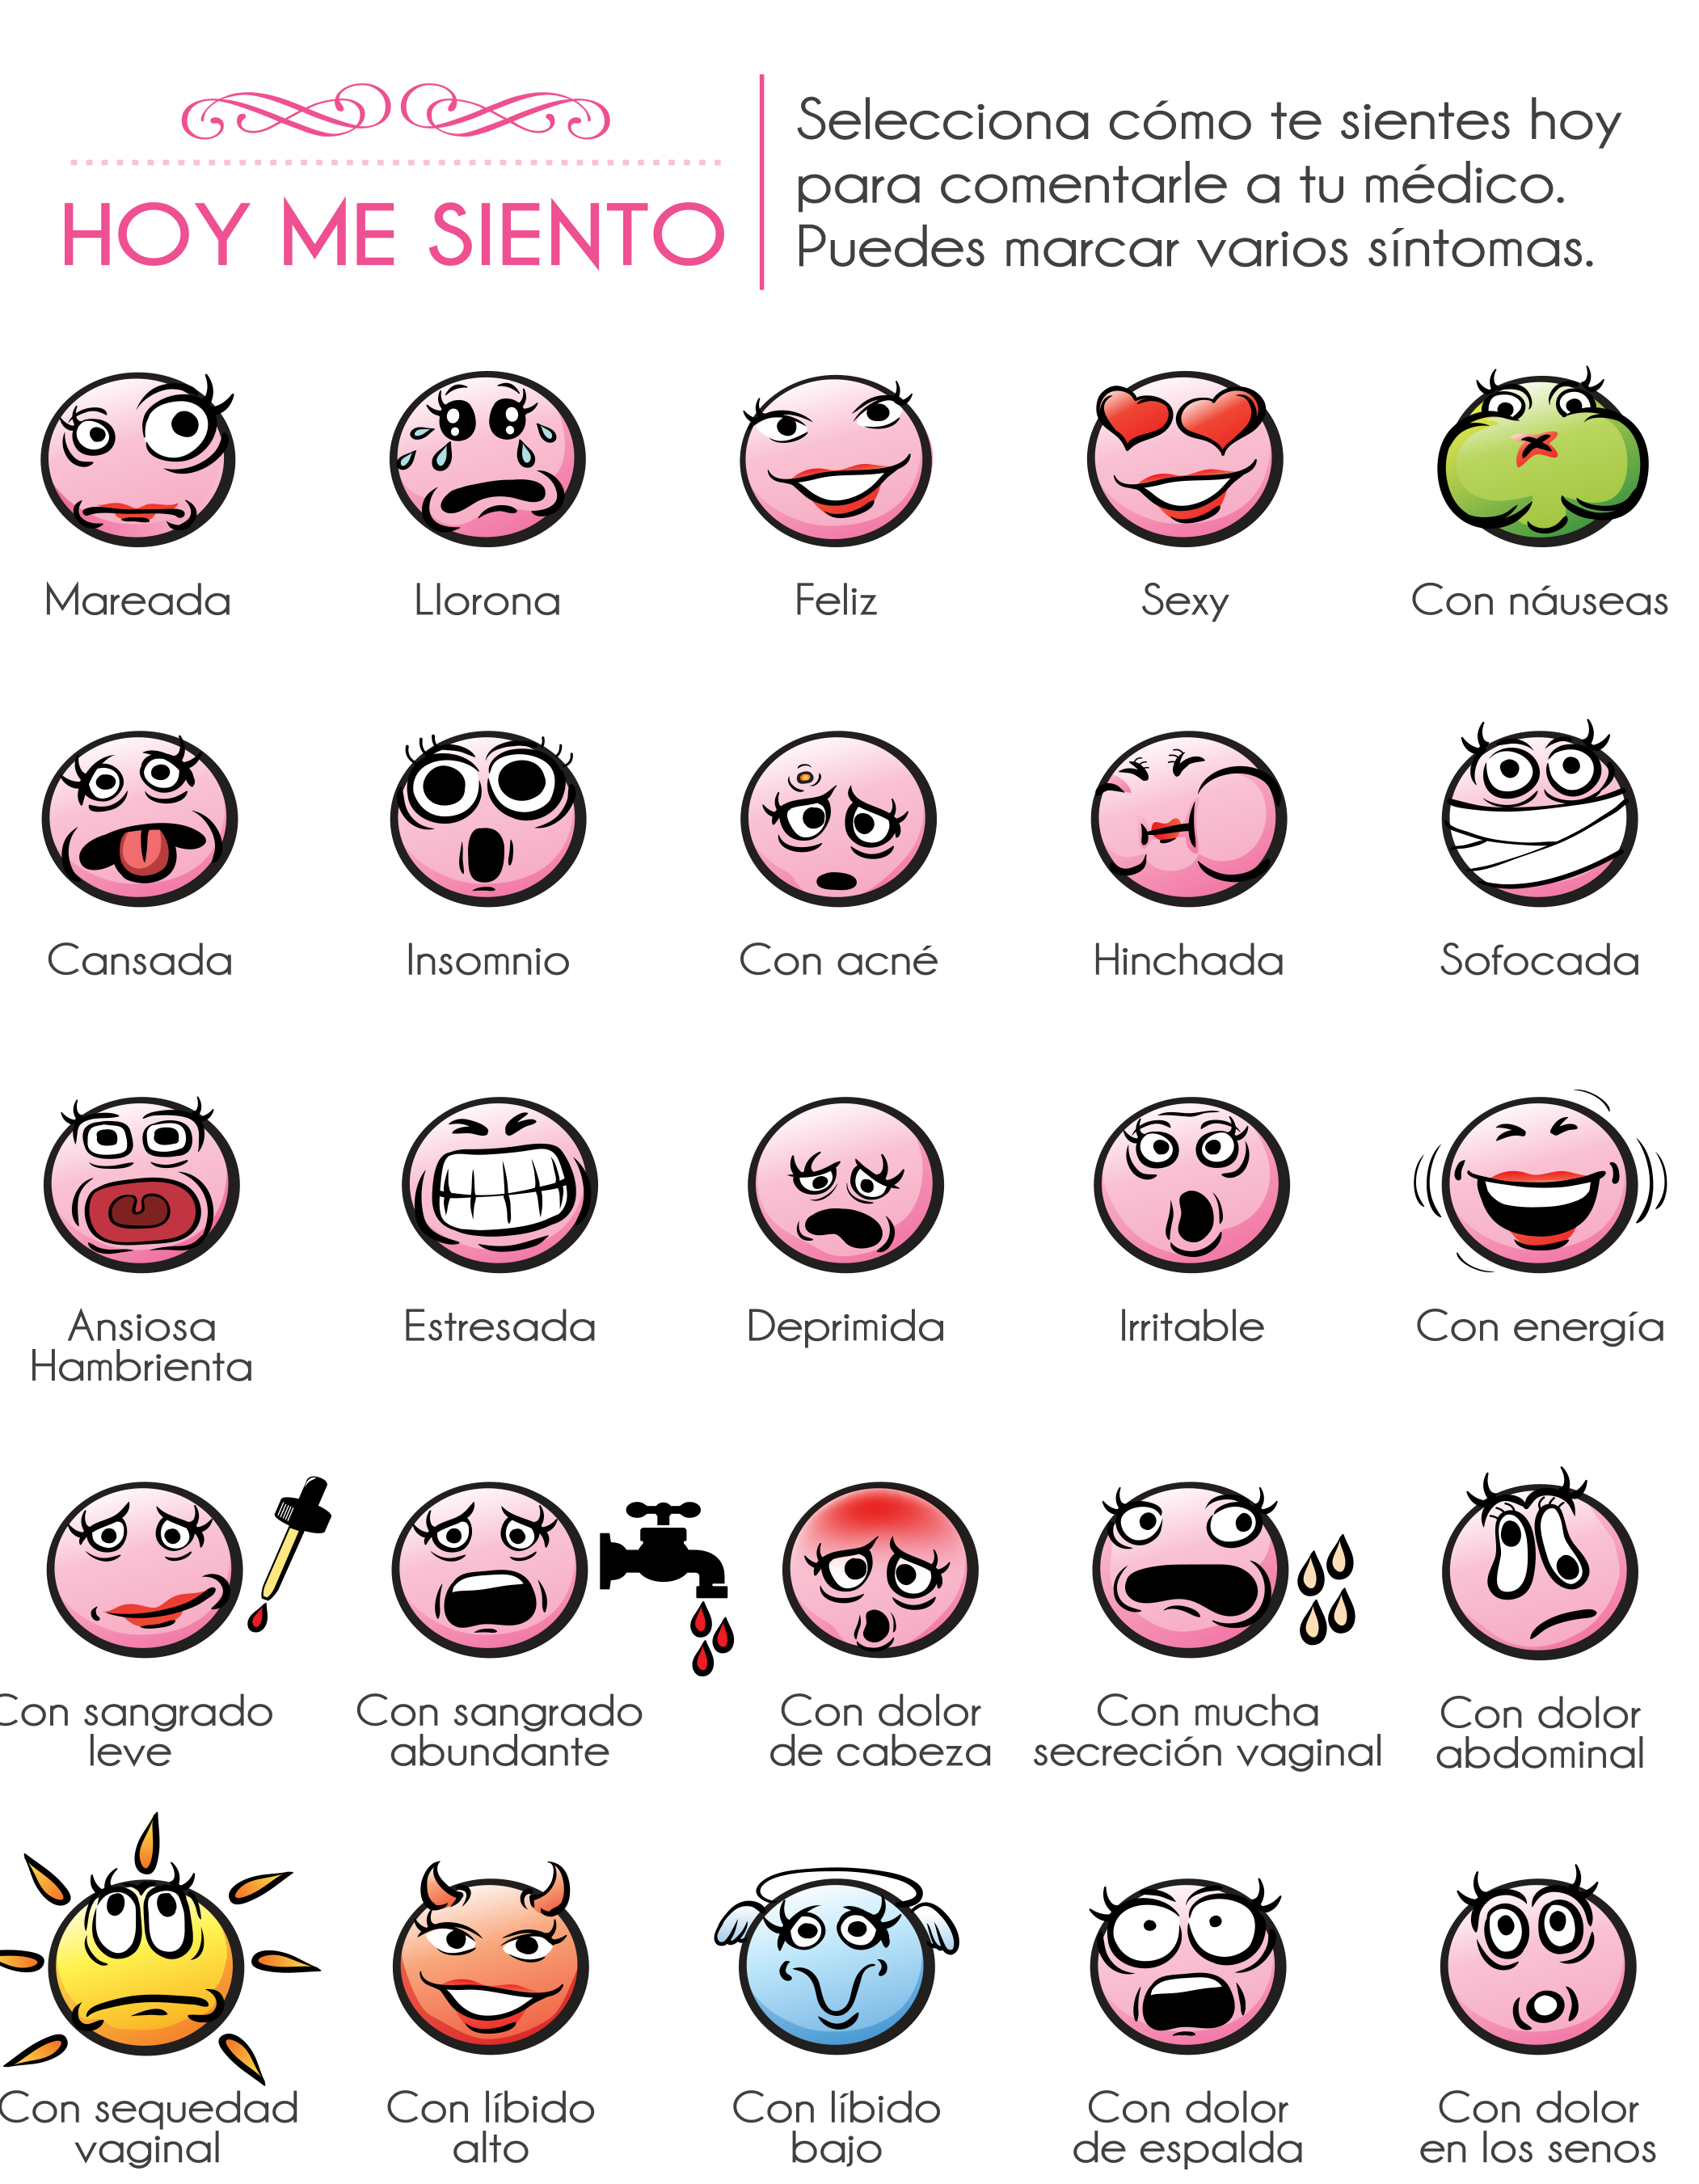 HOY ME SIENTO
Selecciona cómo te sientes hoy
para comentarle a tu médico.
Puedes marcar varios síntomas.
Mareada
Llorona
Feliz
Sexy
Con náuseas
Cansada
Insomnio
Con acné
Hinchada
Sofocada
Ansiosa
Hambrienta
Estresada
Deprimida
Irritable
Con energía
Con sangrado
leve
Con sangrado
abundante
Con dolor
de cabeza
Con mucha
secreción vaginal
Con dolor
abdominal
Con sequedad
vaginal
Con líbido
alto
Con líbido
bajo
Con dolor
de espalda
Con dolor
en los senos